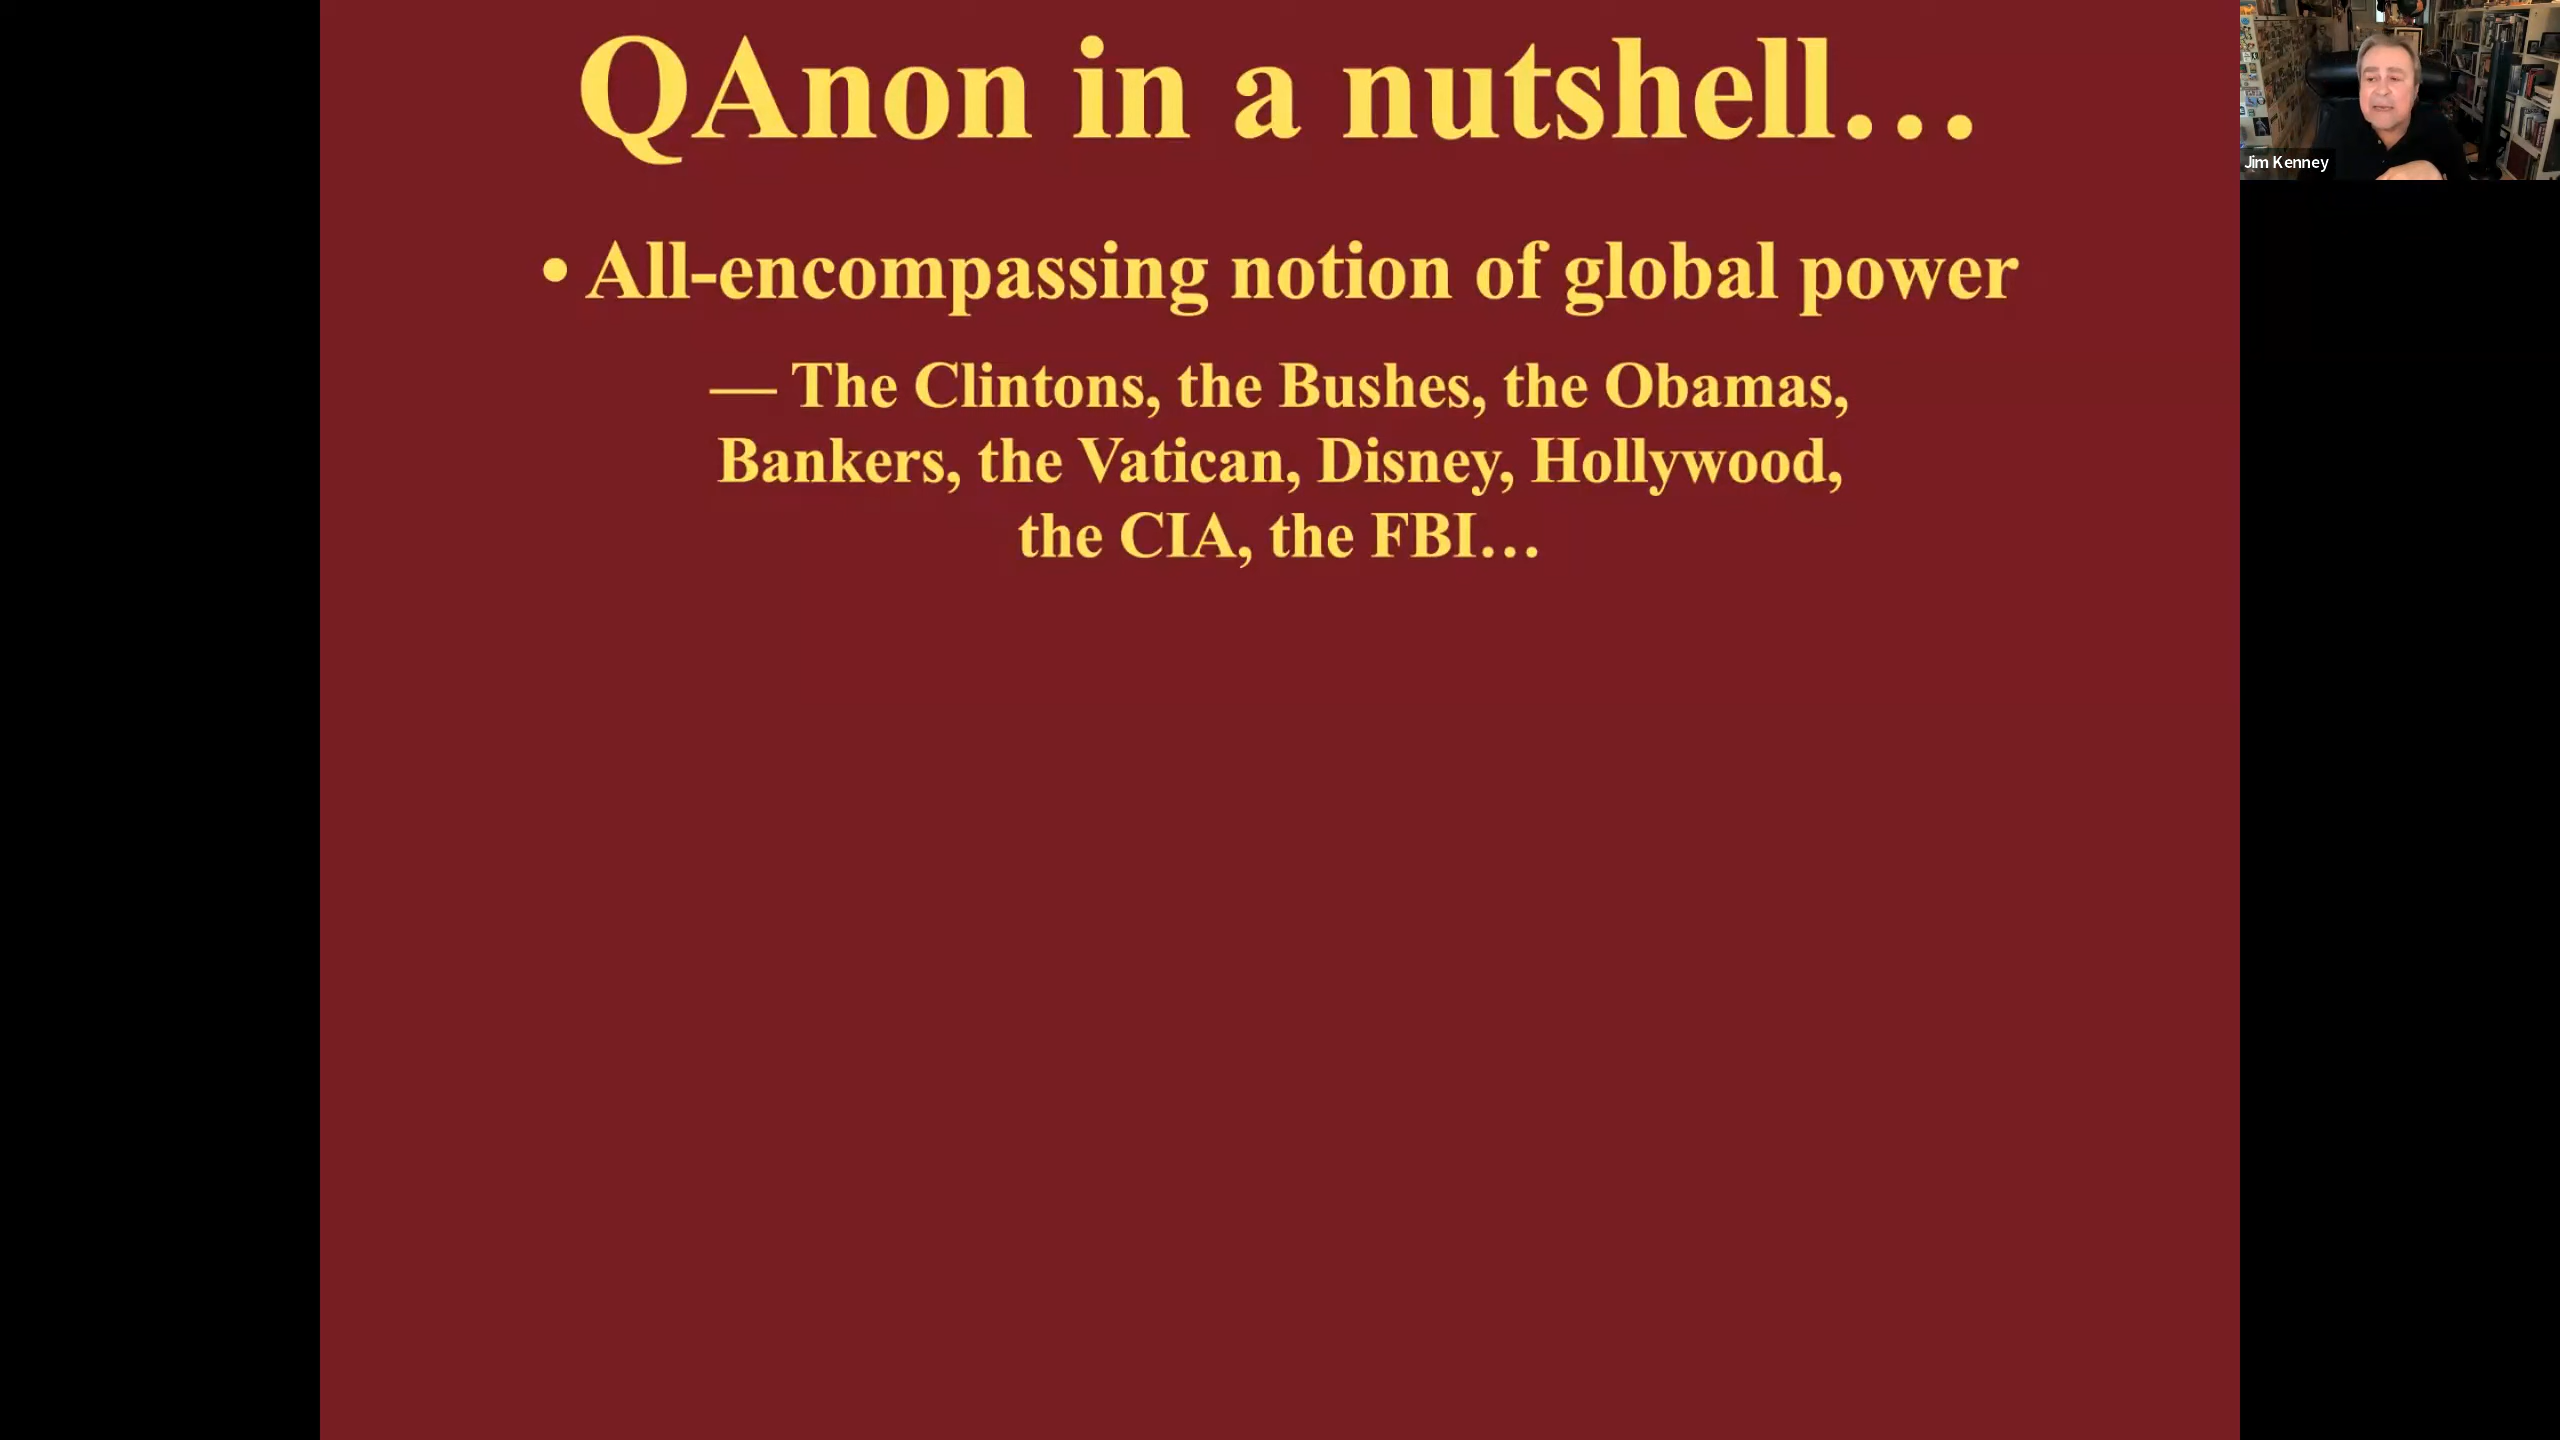 QAnon in a nutshell…
• All-encompassing notion of global power
— The Clintons, the Bushes, the Obamas,
Bankers, the Vatican, Disney, Hollywood,
the CIA, the FBI…
Jim Kenney